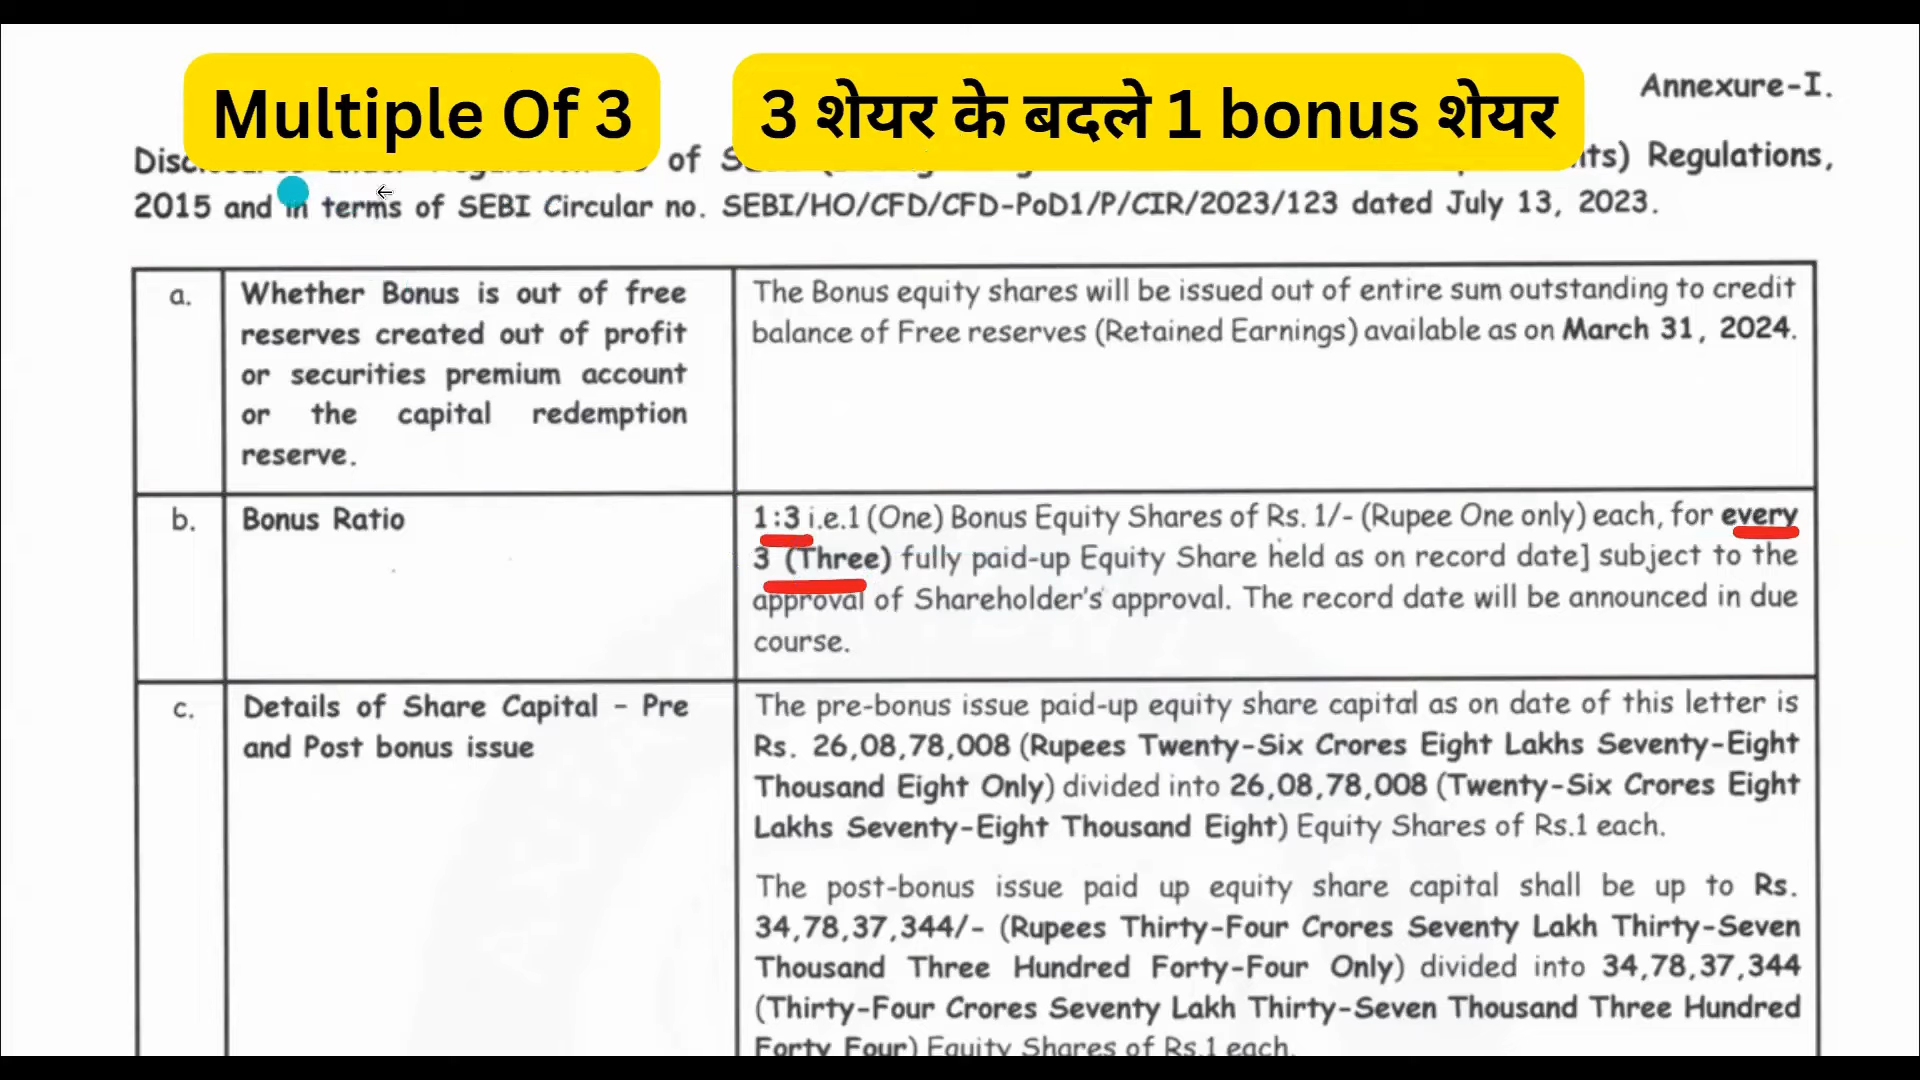 Multiple Of 3
3 शेयर के बदले 1 bonus शेयर
Annexure-I.
of
Regulations,
2015 and in terms of SEBI Circular no. SEBI/HO/CFD/CFD-PoD1/P/CIR/2023/123 dated July 13, 2023.
a.
Whether Bonus is out of free
reserves created out of profit
or securities premium account
or the capital redemption
reserve.
The Bonus equity shares will be issued out of entire sum outstanding to credit
balance of Free reserves (Retained Earnings) available as on March 31, 2024.
b.
Bonus Ratio
1:3 i.e.1 (One) Bonus Equity Shares of Rs. 1/- (Rupee One only) each, for every
3 (Three) fully paid-up Equity Share held as on record date] subject to the
approval of Shareholder's approval. The record date will be announced in due
course.
c.
Details of Share Capital - Pre
and Post bonus issue
The pre-bonus issue paid-up equity share capital as on date of this letter is
Rs. 26,08,78,008 (Rupees Twenty-Six Crores Eight Lakhs Seventy-Eight
Thousand Eight Only) divided into 26,08,78,008 (Twenty-Six Crores Eight
Lakhs Seventy-Eight Thousand Eight) Equity Shares of Rs.1 each.
The post-bonus issue paid up equity share capital shall be up to Rs.
34,78,37,344/- (Rupees Thirty-Four Crores Seventy Lakh Thirty-Seven
Thousand Three Hundred Forty-Four Only) divided into 34,78,37,344
(Thirty-Four Crores Seventy Lakh Thirty-Seven Thousand Three Hundred
Forty Four) Equity Shares of Rs.1 each.